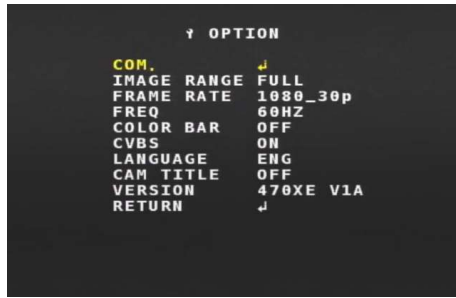 OPTION
COM. ↲
IMAGE RANGE FULL
FRAME RATE 1080_30p
FREQ 60HZ
COLOR BAR OFF
CVBS ON
LANGUAGE ENG
CAM TITLE OFF
VERSION 470XE V1A
RETURN ↲